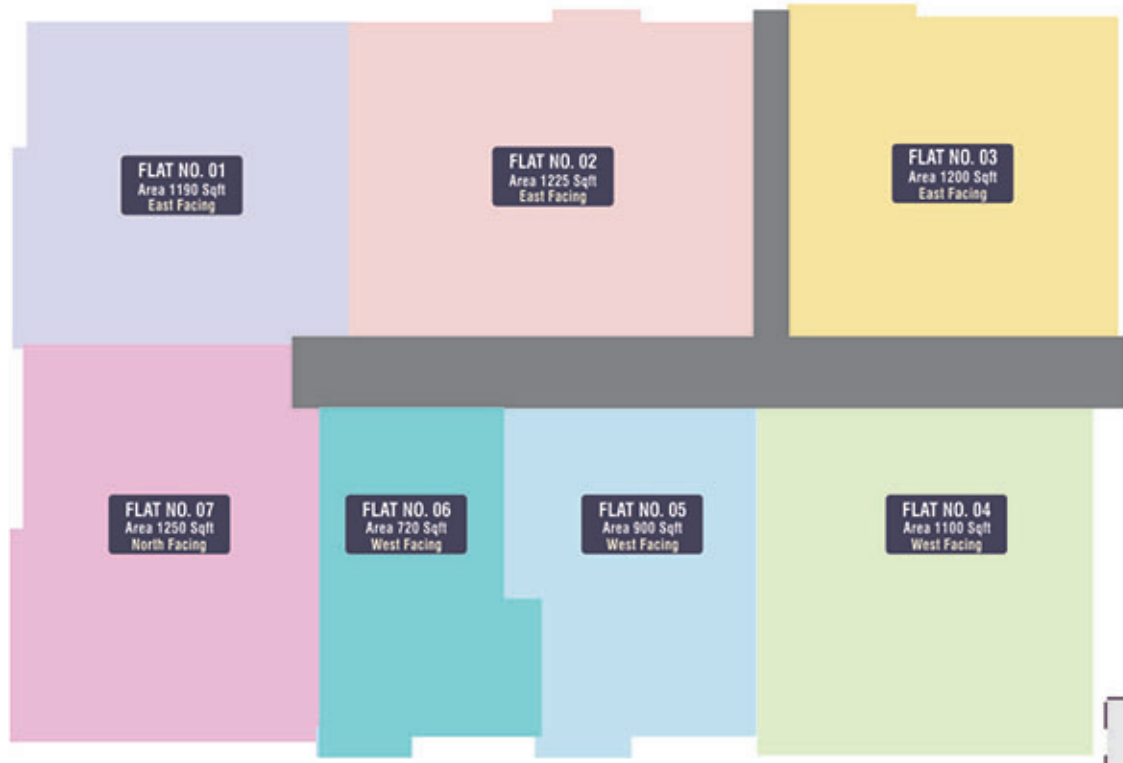 FLAT NO. 01
Area 1190 Sqft
East Facing
FLAT NO. 02
Area 1225 Sqft
East Facing
FLAT NO. 03
Area 1200 Sqft
East Facing
FLAT NO. 07
Area 1250 Sqft
North Facing
FLAT NO. 06
Area 720 Sqft
West Facing
FLAT NO. 05
Area 900 Sqft
West Facing
FLAT NO. 04
Area 1100 Sqft
West Facing